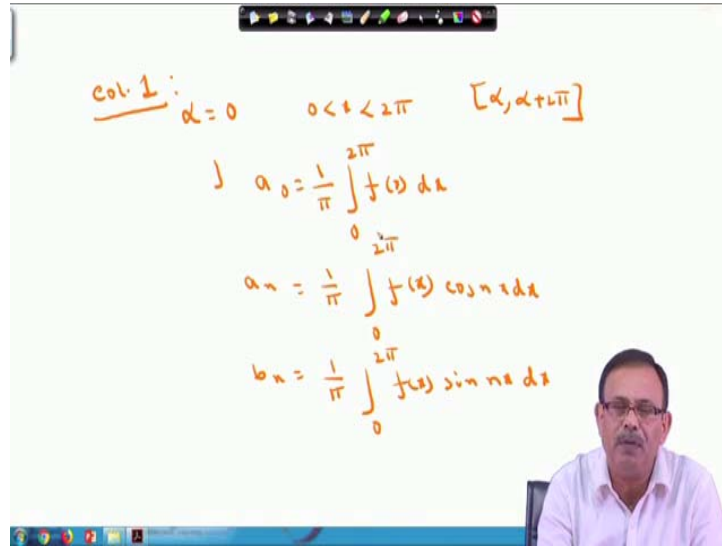 Col. 1 : α = 0 0 < x < 2π [α, α+2π]
a₀ = 1/π ∫₀^{2π} f(x) dx
aₙ = 1/π ∫₀^{2π} f(x) cos nx dx
bₙ = 1/π ∫₀^{2π} f(x) sin nx dx